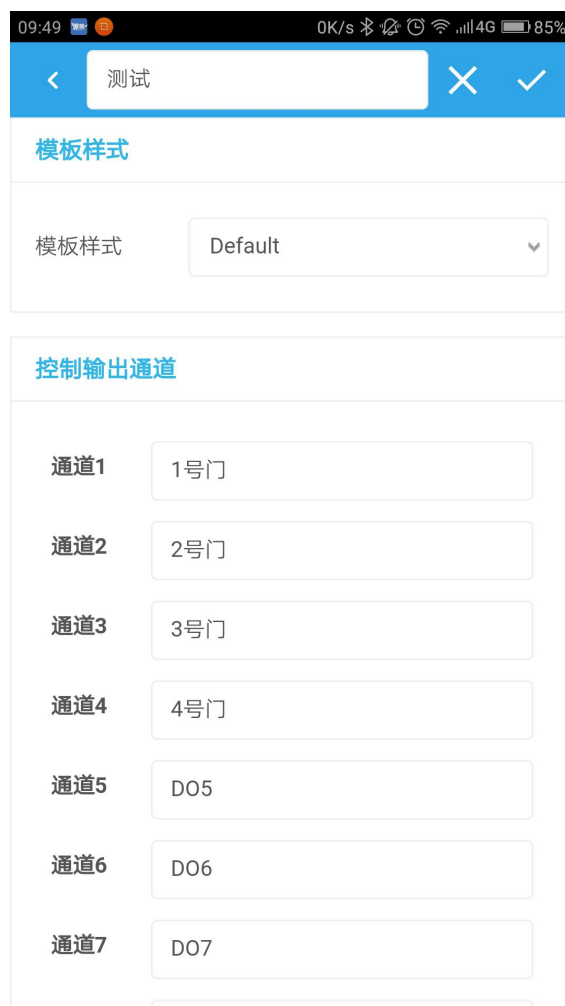 09:49 0K/s 4G 85%
测试
模板样式
模板样式 Default
控制输出通道
通道1 1号门
通道2 2号门
通道3 3号门
通道4 4号门
通道5 DO5
通道6 DO6
通道7 DO7